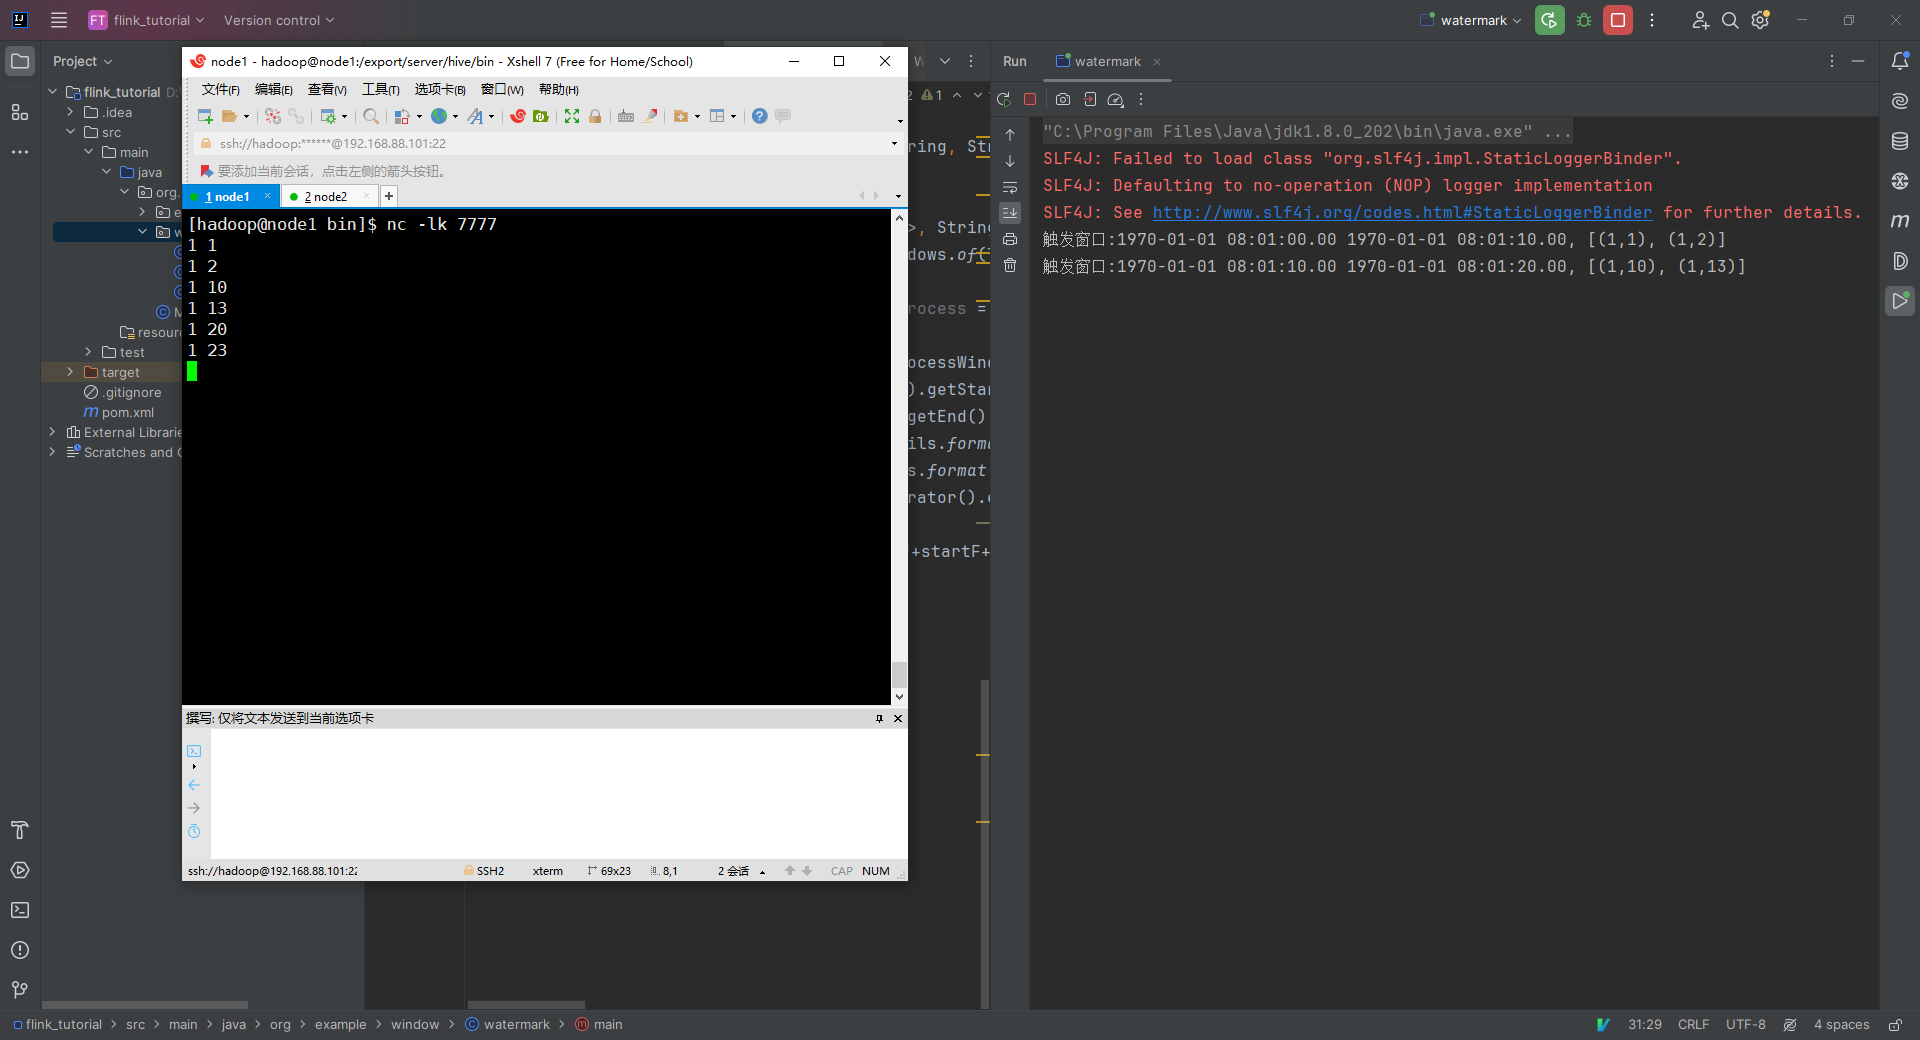 FT flink_tutorial Version control watermark
Project
flink_tutorial D:
.idea
src
main
java
org.
e
w
M
resour
test
target
.gitignore
pom.xml
External Librarie
Scratches and C
node1 - hadoop@node1:/export/server/hive/bin - Xshell 7 (Free for Home/School)
文件(F) 编辑(E) 查看(V) 工具(T) 选项卡(B) 窗口(W) 帮助(H)
ssh://hadoop:******@192.168.88.101:22
要添加当前会话，点击左侧的箭头按钮。
1 node1 2 node2
[hadoop@node1 bin]$ nc -lk 7777
1 1
1 2
1 10
1 13
1 20
1 23
撰写: 仅将文本发送到当前选项卡
ssh://hadoop@192.168.88.101:22 SSH2 xterm 69x23 8,1 2 会话 CAP NUM
W
2 1
ring, Str
>, String
dows.of(T
rocess =
ocessWind
).getStar
getEnd()
ils.forma
s.format
rator().
+startF+
Run watermark
"C:\Program Files\Java\jdk1.8.0_202\bin\java.exe" ...
SLF4J: Failed to load class "org.slf4j.impl.StaticLoggerBinder".
SLF4J: Defaulting to no-operation (NOP) logger implementation
SLF4J: See http://www.slf4j.org/codes.html#StaticLoggerBinder for further details.
触发窗口:1970-01-01 08:01:00.00 1970-01-01 08:01:10.00, [(1,1), (1,2)]
触发窗口:1970-01-01 08:01:10.00 1970-01-01 08:01:20.00, [(1,10), (1,13)]
flink_tutorial > src > main > java > org > example > window > watermark > main 31:29 CRLF UTF-8 4 spaces